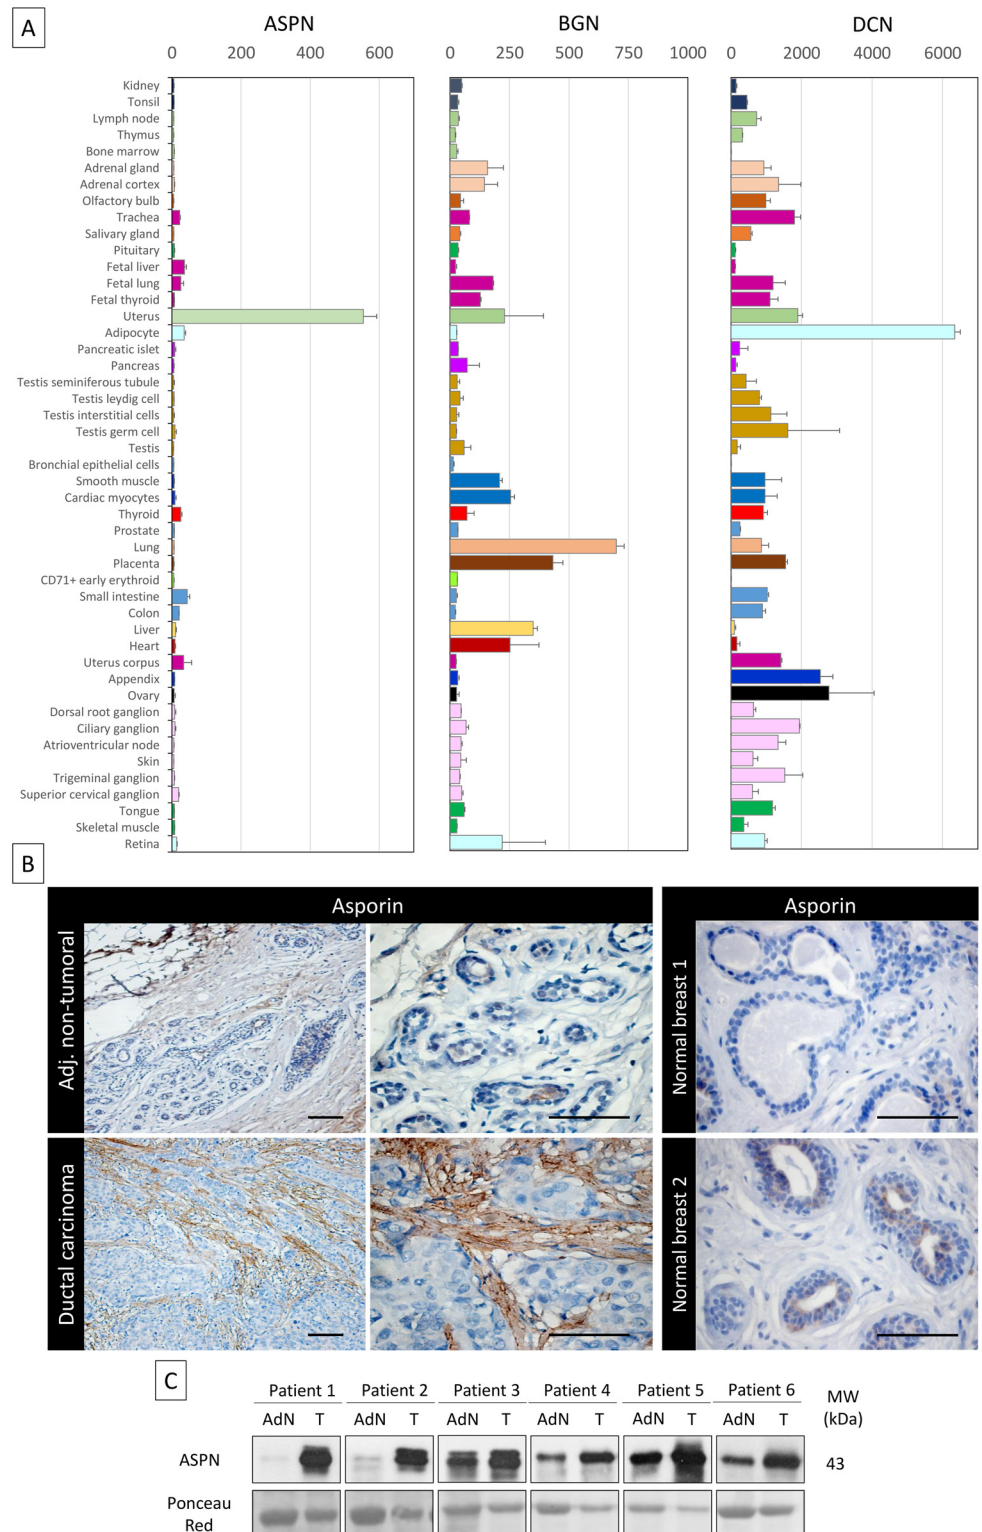 A
ASPN BGN DCN
0 200 400 600 0 250 500 750 1000 0 2000 4000 6000
Kidney
Tonsil
Lymph node
Thymus
Bone marrow
Adrenal gland
Adrenal cortex
Olfactory bulb
Trachea
Salivary gland
Pituitary
Fetal liver
Fetal lung
Fetal thyroid
Uterus
Adipocyte
Pancreatic islet
Pancreas
Testis seminiferous tubule
Testis leydig cell
Testis interstitial cells
Testis germ cell
Testis
Bronchial epithelial cells
Smooth muscle
Cardiac myocytes
Thyroid
Prostate
Lung
Placenta
CD71+ early erythroid
Small intestine
Colon
Liver
Heart
Uterus corpus
Appendix
Ovary
Dorsal root ganglion
Ciliary ganglion
Atrioventricular node
Skin
Trigeminal ganglion
Superior cervical ganglion
Tongue
Skeletal muscle
Retina
B
Asporin
Asporin
Adj. non-tumoral
Normal breast 1
Ductal carcinoma
Normal breast 2
C
Patient 1 Patient 2 Patient 3 Patient 4 Patient 5 Patient 6 MW
AdN T AdN T AdN T AdN T AdN T AdN T (kDa)
ASPN 43
Ponceau
Red